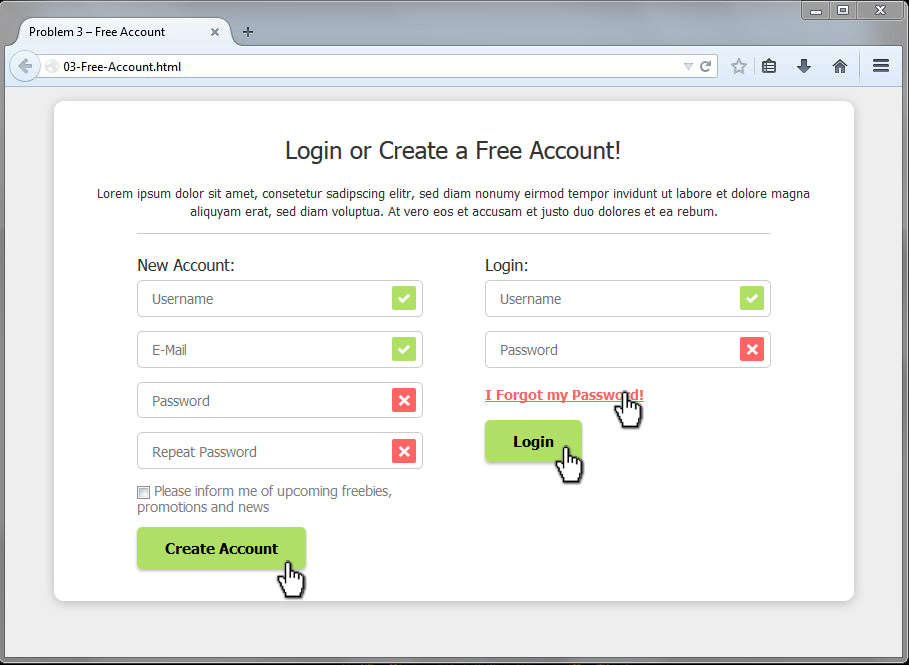 Problem 3 – Free Account
03-Free-Account.html
Login or Create a Free Account!
Lorem ipsum dolor sit amet, consetetur sadipscing elitr, sed diam nonumy eirmod tempor invidunt ut labore et dolore magna
aliquyam erat, sed diam voluptua. At vero eos et accusam et justo duo dolores et ea rebum.
New Account:
Username
E-Mail
Password
Repeat Password
Please inform me of upcoming freebies,
promotions and news
Create Account
Login:
Username
Password
I Forgot my Password!
Login